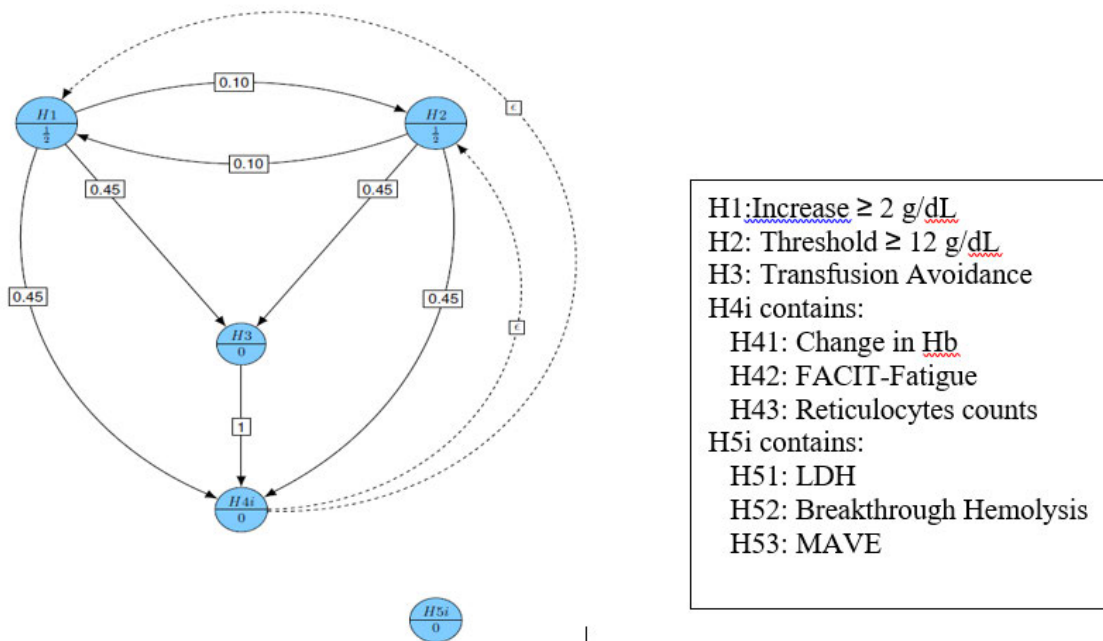 0.10
H1
1/2
H2
1/2
0.10
ϵ
0.45
0.45
0.45
0.45
ϵ
H3
0
1
H4i
0
H5i
0
H1:Increase ≥ 2 g/dL
H2: Threshold ≥ 12 g/dL
H3: Transfusion Avoidance
H4i contains:
H41: Change in Hb
H42: FACIT-Fatigue
H43: Reticulocytes counts
H5i contains:
H51: LDH
H52: Breakthrough Hemolysis
H53: MAVE